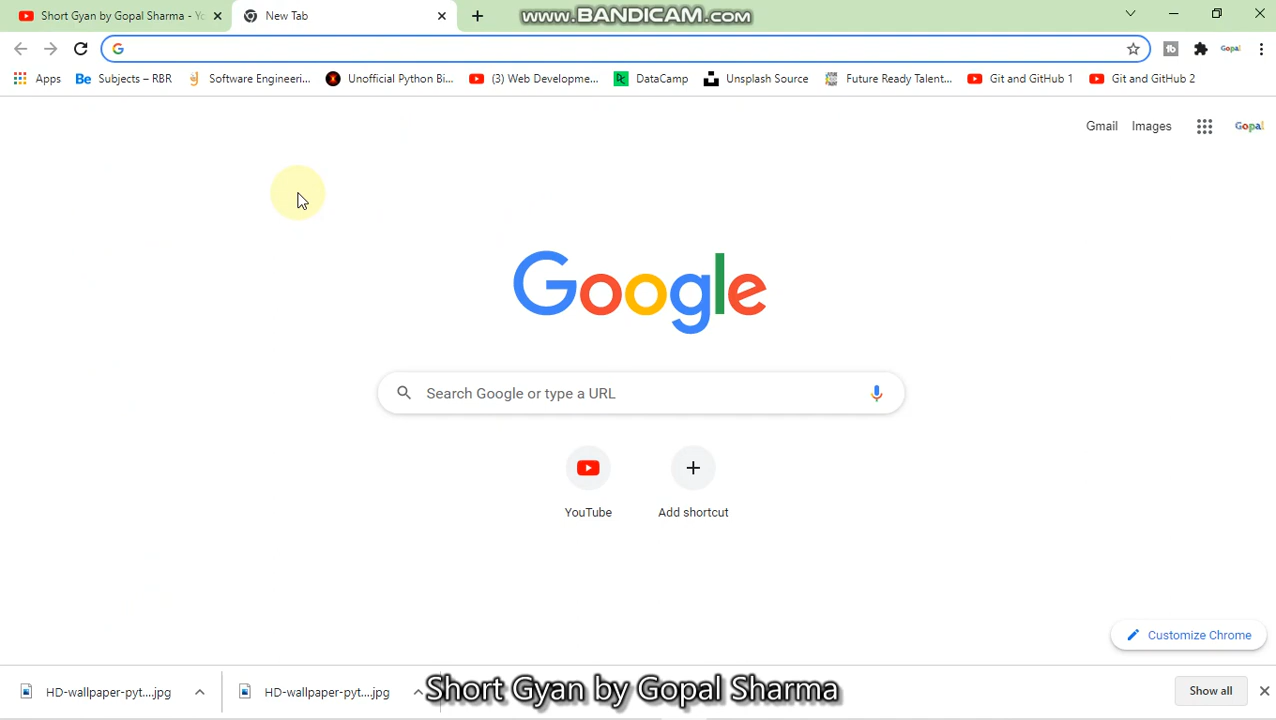 Short Gyan by Gopal Sharma - Yo
New Tab
www.BANDICAM.com
Apps
Be Subjects – RBR
Software Engineeri...
Unofficial Python Bi...
(3) Web Developme...
DC DataCamp
Unsplash Source
Future Ready Talent...
Git and GitHub 1
Git and GitHub 2
Gopal
Gmail
Images
Gopal
Google
Search Google or type a URL
YouTube
Add shortcut
Customize Chrome
HD-wallpaper-pyt....jpg
HD-wallpaper-pyt....jpg
Short Gyan by Gopal Sharma
Show all